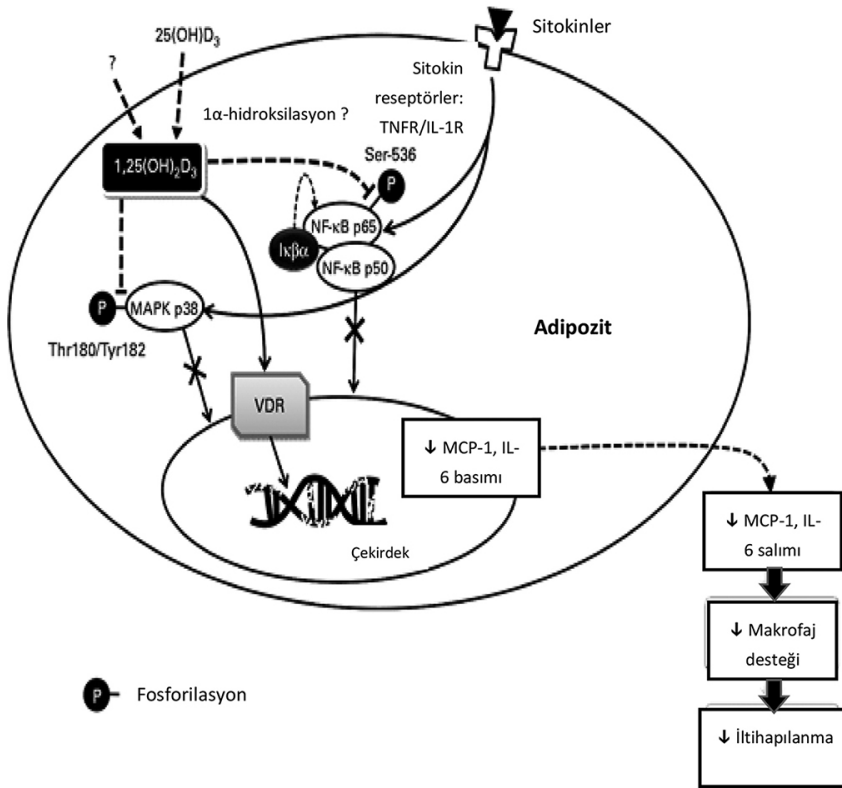 Sitokinler
25(OH)D₃
?
Sitokin
reseptörler:
TNFR/IL-1R
1α-hidroksilasyon ?
Ser-536
1,25(OH)₂D₃
P
NF-κB p65
Iκβα
NF-κB p50
P
MAPK p38
Thr180/Tyr182
Adipozit
VDR
↓ MCP-1, IL-
6 basımı
Çekirdek
↓ MCP-1, IL-
6 salımı
↓ Makrofaj
desteği
P
Fosforilasyon
↓ İltihapılanma